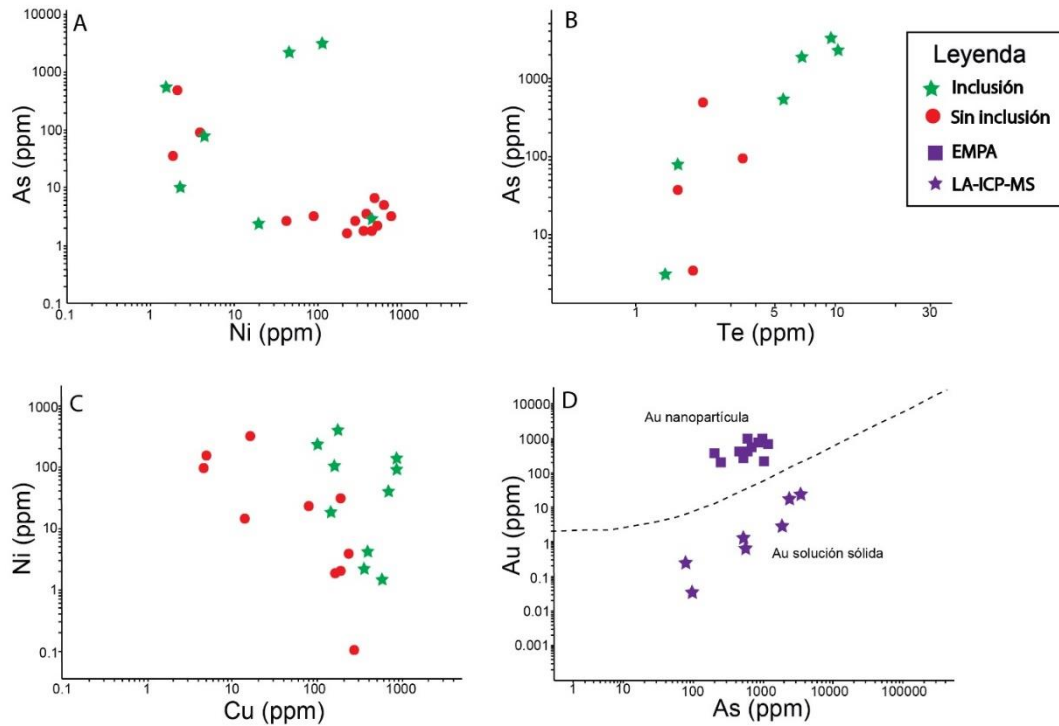 A
As (ppm)
10000
1000
100
10
1
0.1
0.1
1
10
100
1000
Ni (ppm)
B
As (ppm)
1000
100
10
1
5
10
30
Te (ppm)
Leyenda
Inclusión
Sin inclusión
EMPA
LA-ICP-MS
C
Ni (ppm)
1000
100
10
1
0.1
0.1
1
10
100
1000
Cu (ppm)
D
Au (ppm)
10000
1000
100
10
1
0.1
0.01
0.001
Au nanopartícula
Au solución sólida
1
10
100
1000
10000
100000
As (ppm)